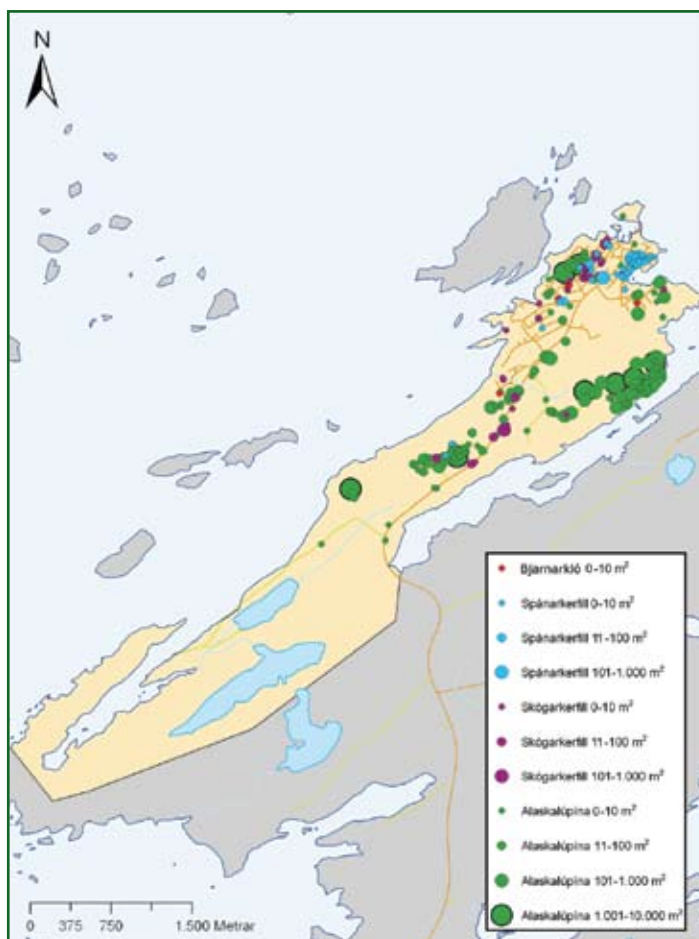 N
Bjarnarkló 0-10 m²
Spánarkerfill 0-10 m²
Spánarkerfill 11-100 m²
Spánarkerfill 101-1.000 m²
Skógarkerfill 0-10 m²
Skógarkerfill 11-100 m²
Skógarkerfill 101-1.000 m²
Alaskalúpína 0-10 m²
Alaskalúpína 11-100 m²
Alaskalúpína 101-1.000 m²
Alaskalúpína 1.001-10.000 m²
0 375 750 1.500 Metrar